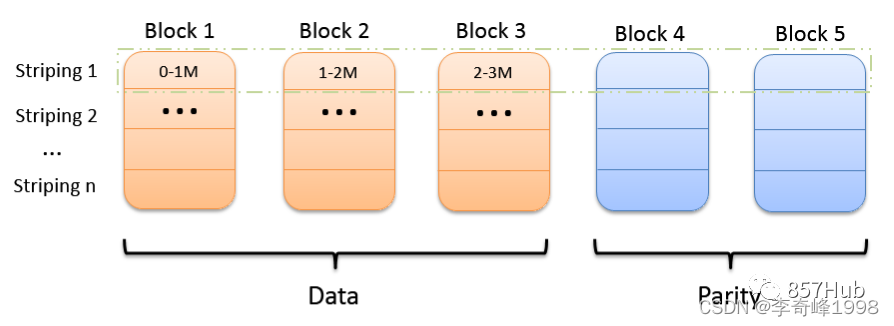 Block 1 Block 2 Block 3 Block 4 Block 5
Striping 1 0-1M 1-2M 2-3M
Striping 2 ... ... ...
...
Striping n
Data Parity
857Hub
CSDN @李奇峰1998